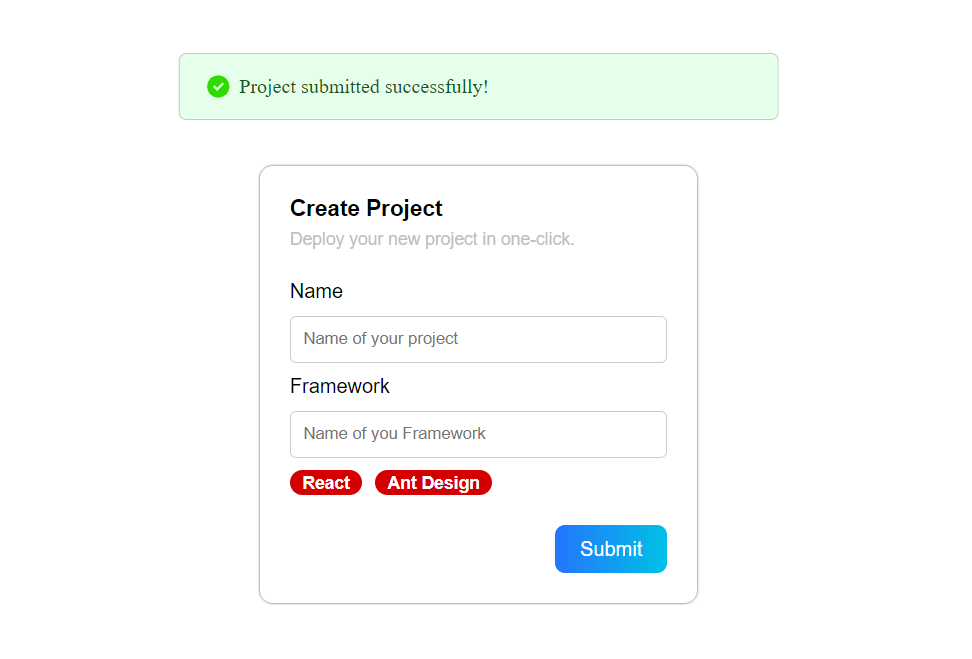 Project submitted successfully!
Create Project
Deploy your new project in one-click.
Name
Name of your project
Framework
Name of you Framework
React Ant Design
Submit